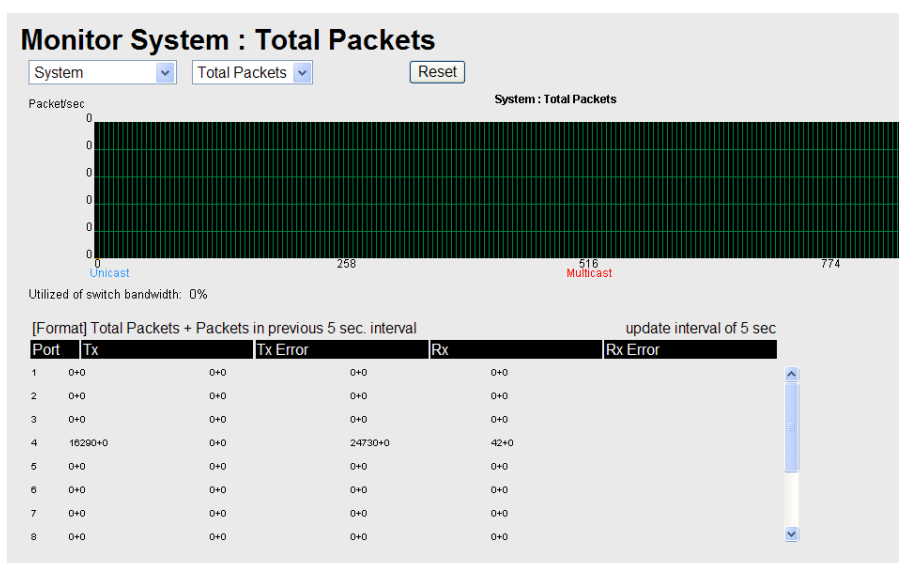 Monitor System : Total Packets
System Total Packets Reset
Packet/sec System : Total Packets
0
0
0
0
0
0
0 258 516 774
Unicast Multicast
Utilized of switch bandwidth: 0%
[Format] Total Packets + Packets in previous 5 sec. interval update interval of 5 sec
Port Tx Tx Error Rx Rx Error
1 0+0 0+0 0+0 0+0
2 0+0 0+0 0+0 0+0
3 0+0 0+0 0+0 0+0
4 16290+0 0+0 24730+0 42+0
5 0+0 0+0 0+0 0+0
6 0+0 0+0 0+0 0+0
7 0+0 0+0 0+0 0+0
8 0+0 0+0 0+0 0+0